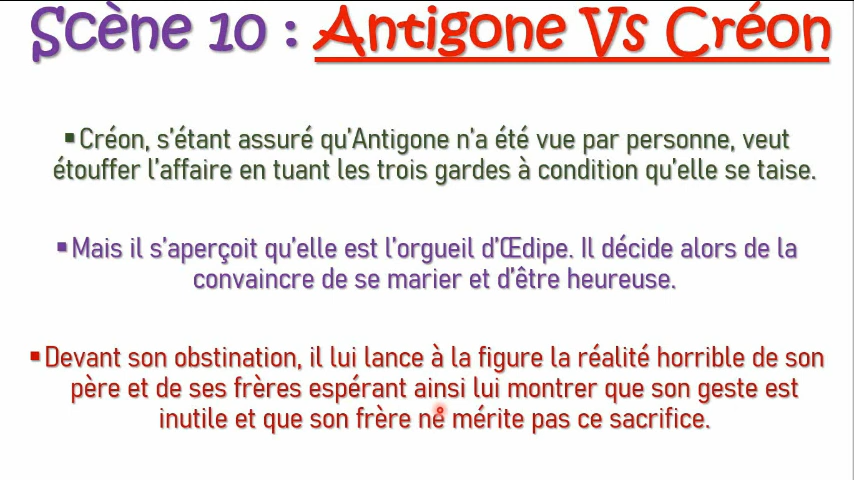 Scène 10 : Antigone Vs Créon
▪Créon, s'étant assuré qu'Antigone n'a été vue par personne, veut
étouffer l'affaire en tuant les trois gardes à condition qu'elle se taise.
▪Mais il s'aperçoit qu'elle est l'orgueil d'Œdipe. Il décide alors de la
convaincre de se marier et d'être heureuse.
▪Devant son obstination, il lui lance à la figure la réalité horrible de son
père et de ses frères espérant ainsi lui montrer que son geste est
inutile et que son frère ne mérite pas ce sacrifice.